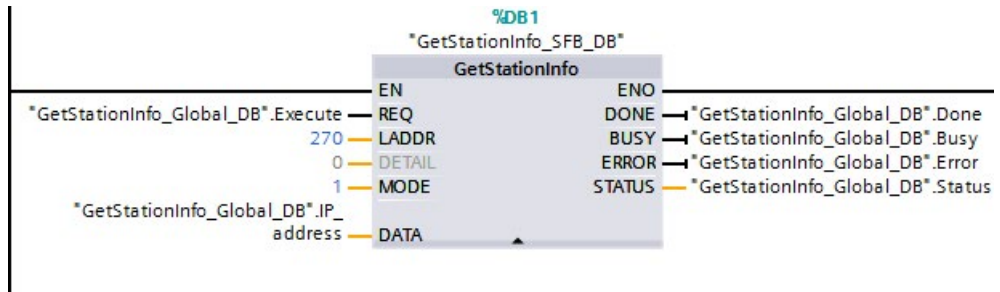 %DB1
"GetStationInfo_SFB_DB"
GetStationInfo
EN ENO
"GetStationInfo_Global_DB".Execute REQ DONE "GetStationInfo_Global_DB".Done
270 LADDR BUSY "GetStationInfo_Global_DB".Busy
0 DETAIL ERROR "GetStationInfo_Global_DB".Error
1 MODE STATUS "GetStationInfo_Global_DB".Status
"GetStationInfo_Global_DB".IP_
address DATA